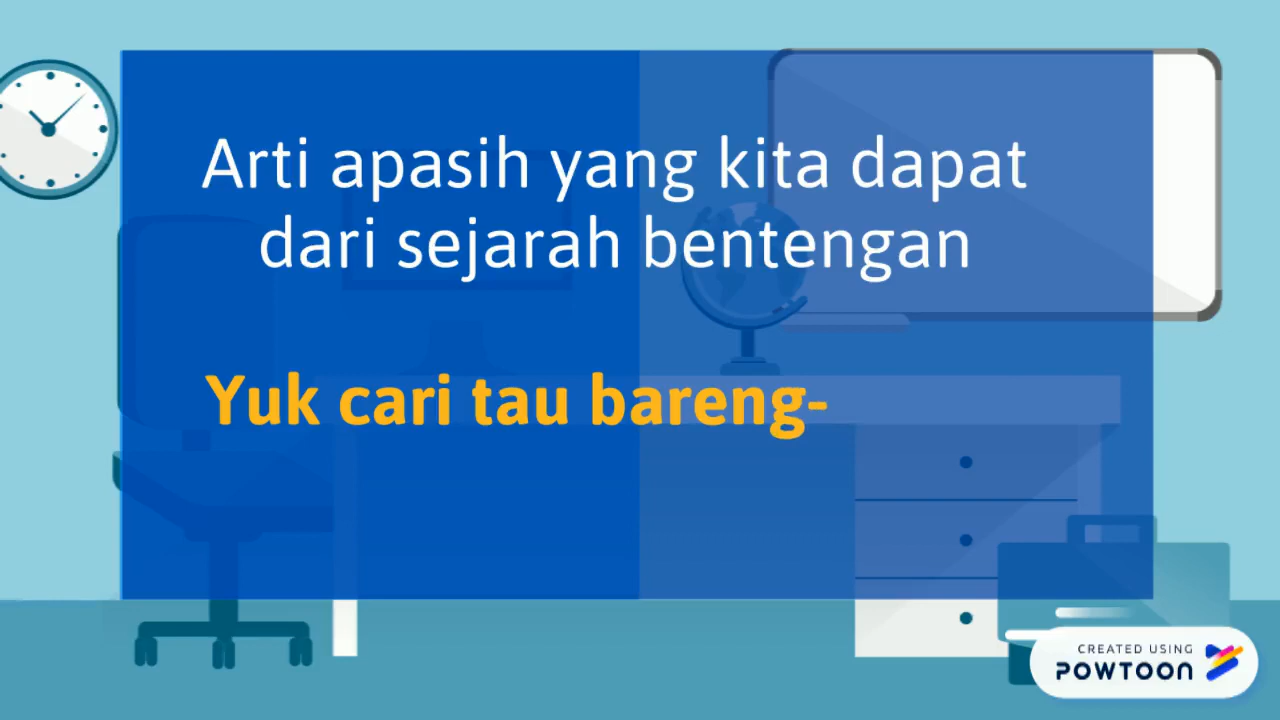 Arti apasih yang kita dapat
dari sejarah bentengan
Yuk cari tau bareng-
CREATED USING
POWTOON